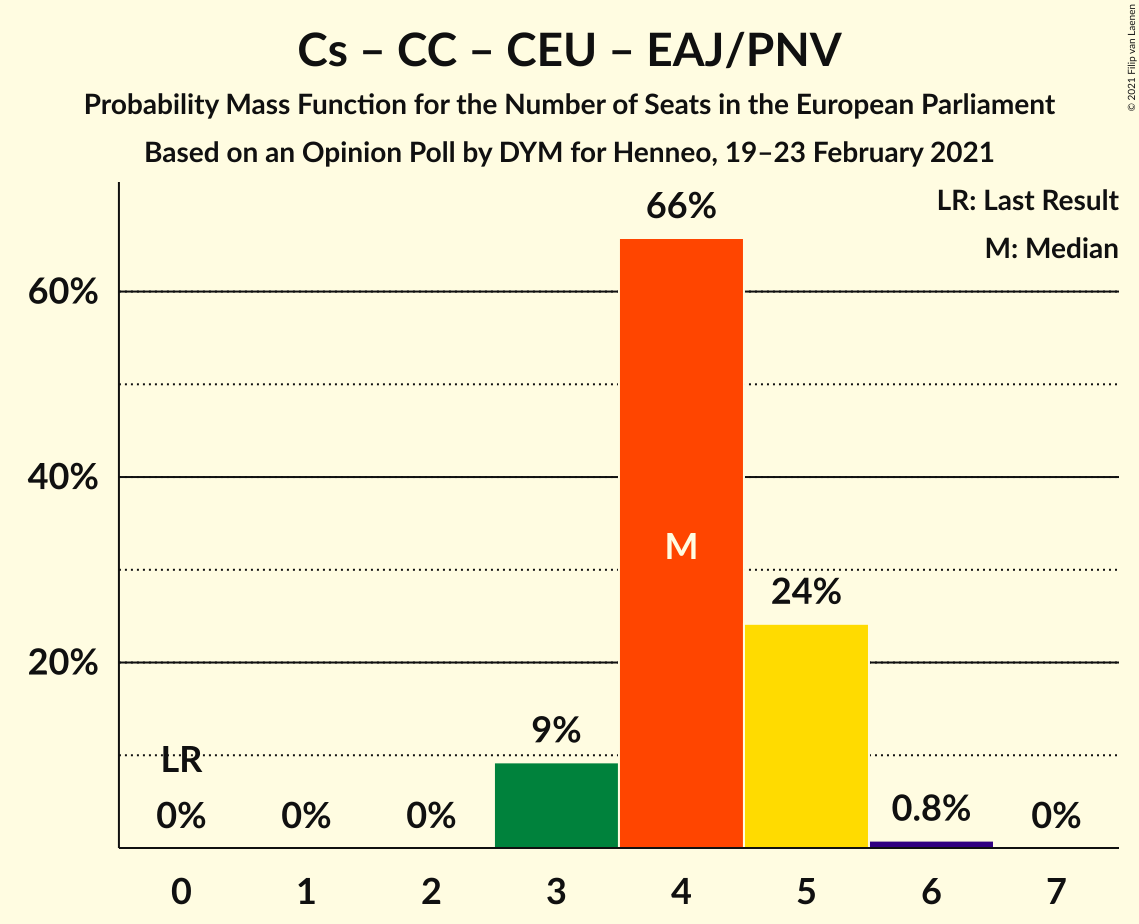 Cs – CC – CEU – EAJ/PNV
Probability Mass Function for the Number of Seats in the European Parliament
Based on an Opinion Poll by DYM for Henneo, 19–23 February 2021
© 2021 Filip van Laenen
LR: Last Result
M: Median
66%
60%
40%
M
24%
20%
9%
LR
0%
0%
0%
0.8%
0%
0 1 2 3 4 5 6 7